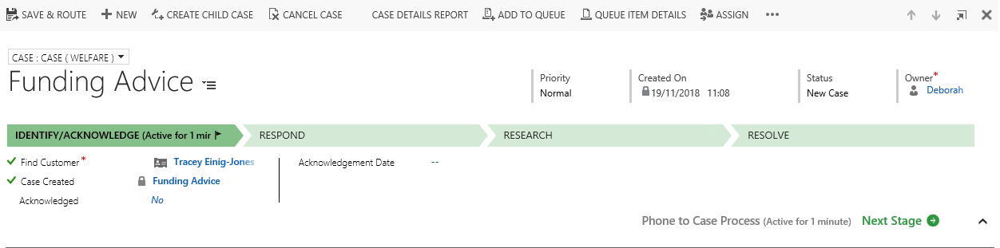 SAVE & ROUTE NEW CREATE CHILD CASE CANCEL CASE CASE DETAILS REPORT ADD TO QUEUE QUEUE ITEM DETAILS ASSIGN •••
CASE : CASE ( WELFARE )
Funding Advice
Priority Created On Status Owner*
Normal 19/11/2018 11:08 New Case Deborah
IDENTIFY/ACKNOWLEDGE (Active for 1 mir RESPOND RESEARCH RESOLVE
Find Customer* Tracey Einig-Jones Acknowledgement Date --
Case Created Funding Advice
Acknowledged No
Phone to Case Process (Active for 1 minute) Next Stage